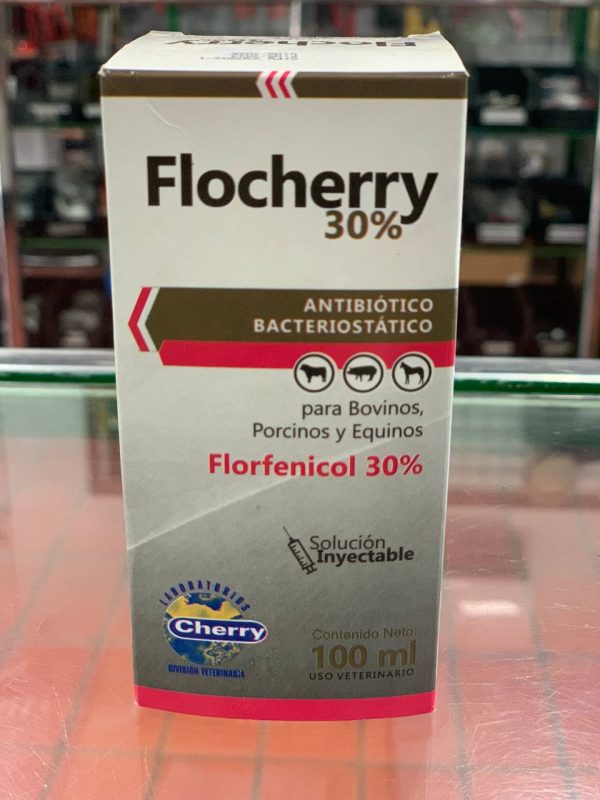 Flocherry
Flocherry
30%
ANTIBIÓTICO
BACTERIOSTÁTICO
para Bovinos,
Porcinos y Equinos
Florfenicol 30%
Solución
Inyectable
LABORATORIOS
Cherry
DIVISIÓN VETERINARIA
Contenido Neto:
100 ml
USO VETERINARIO